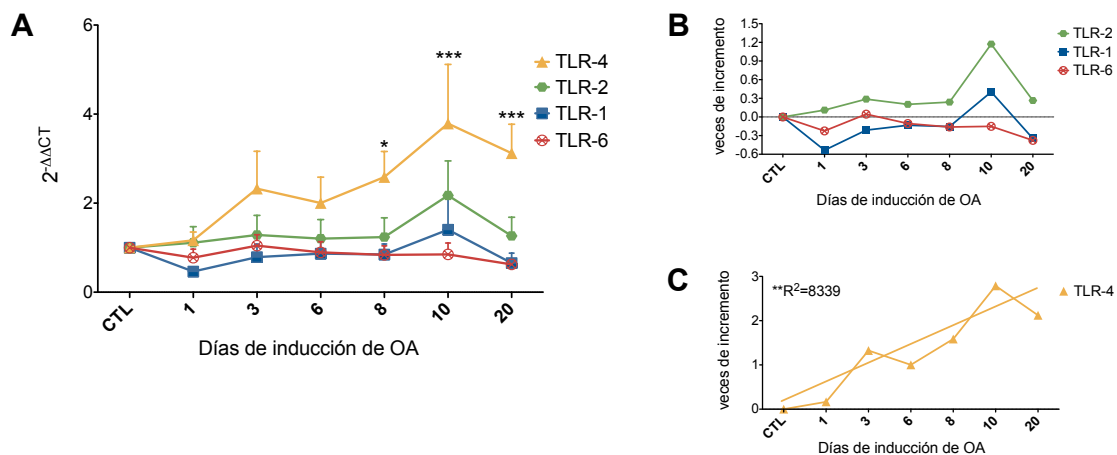 A
6
4
2
0
2-ΔΔCT
*
***
***
TLR-4
TLR-2
TLR-1
TLR-6
CTL 1 3 6 8 10 20
Días de inducción de OA
B
1.5
1.2
0.9
0.6
0.3
0.0
-0.3
-0.6
veces de incremento
TLR-2
TLR-1
TLR-6
CTL 1 3 6 8 10 20
Días de inducción de OA
C
3
2
1
0
veces de incremento
**R²=8339
TLR-4
CTL 1 3 6 8 10 20
Días de inducción de OA